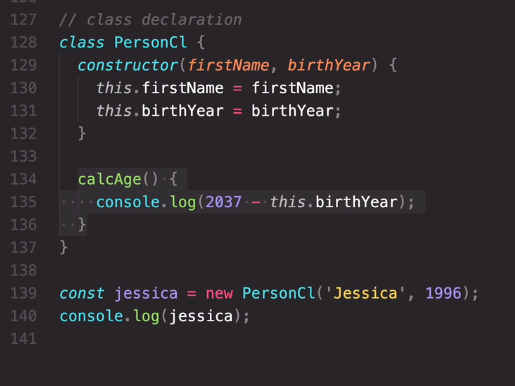 127 // class declaration
128 class PersonCl {
129   constructor(firstName, birthYear) {
130     this.firstName = firstName;
131     this.birthYear = birthYear;
132   }
133
134   calcAge() {
135     console.log(2037 - this.birthYear);
136   }
137 }
138
139 const jessica = new PersonCl('Jessica', 1996);
140 console.log(jessica);
141